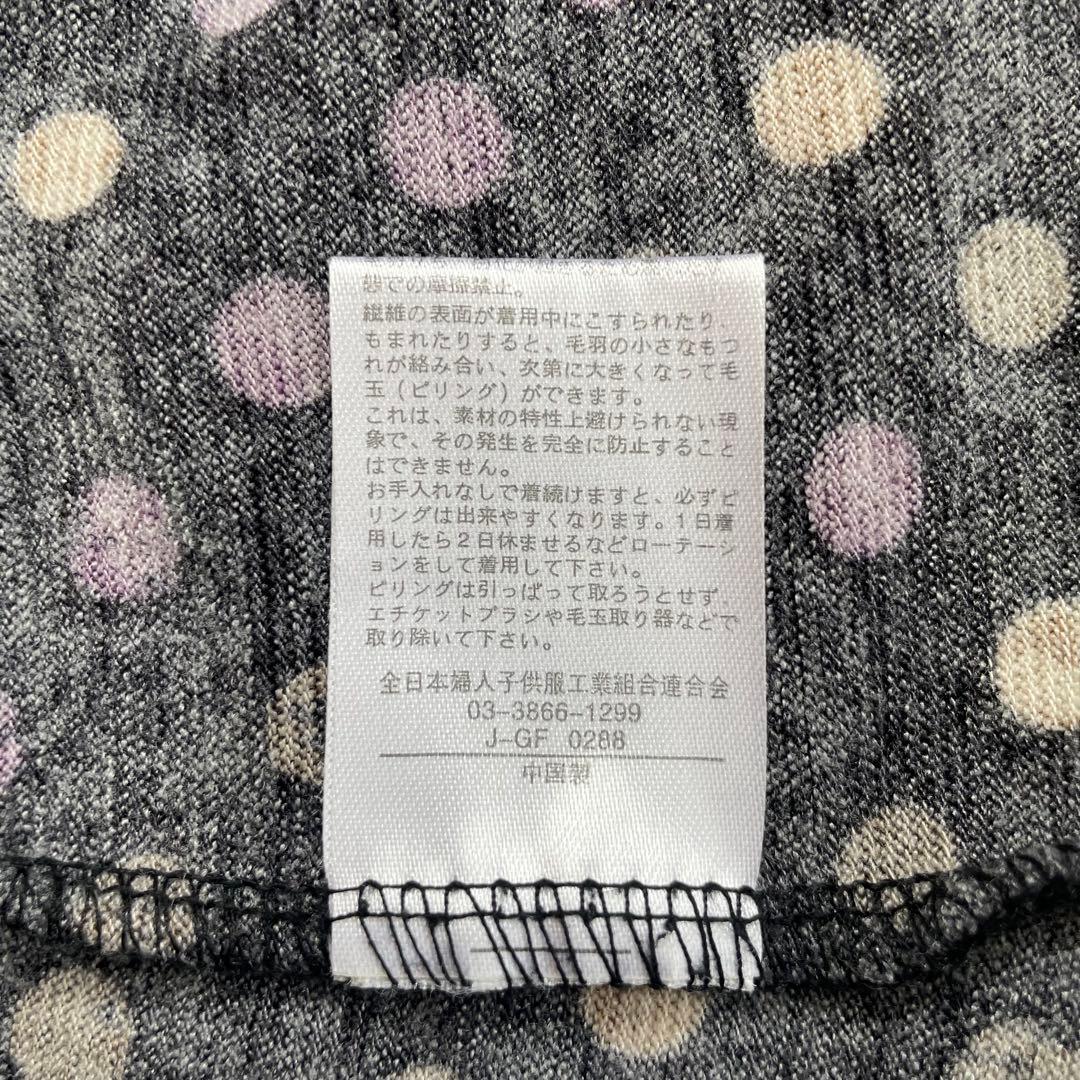 態での摩擦禁止。
繊維の表面が着用中にこすられたり、
もまれたりすると、毛羽の小さなもつ
れが絡み合い、次第に大きくなって毛
玉(ピリング)ができます。
これは、素材の特性上避けられない現
象で、その発生を完全に防止すること
はできません。
お手入れなしで着続けますと、必ずピ
リングは出来やすくなります。1日着
用したら2日休ませるなどローテーシ
ョンをして着用して下さい。
ピリングは引っぱって取ろうとせず、
エチケットブラシや毛玉取り器などで
取り除いて下さい。
全日本婦人子供服工業組合連合会
03-3866-1299
J-GF 0288
中国製